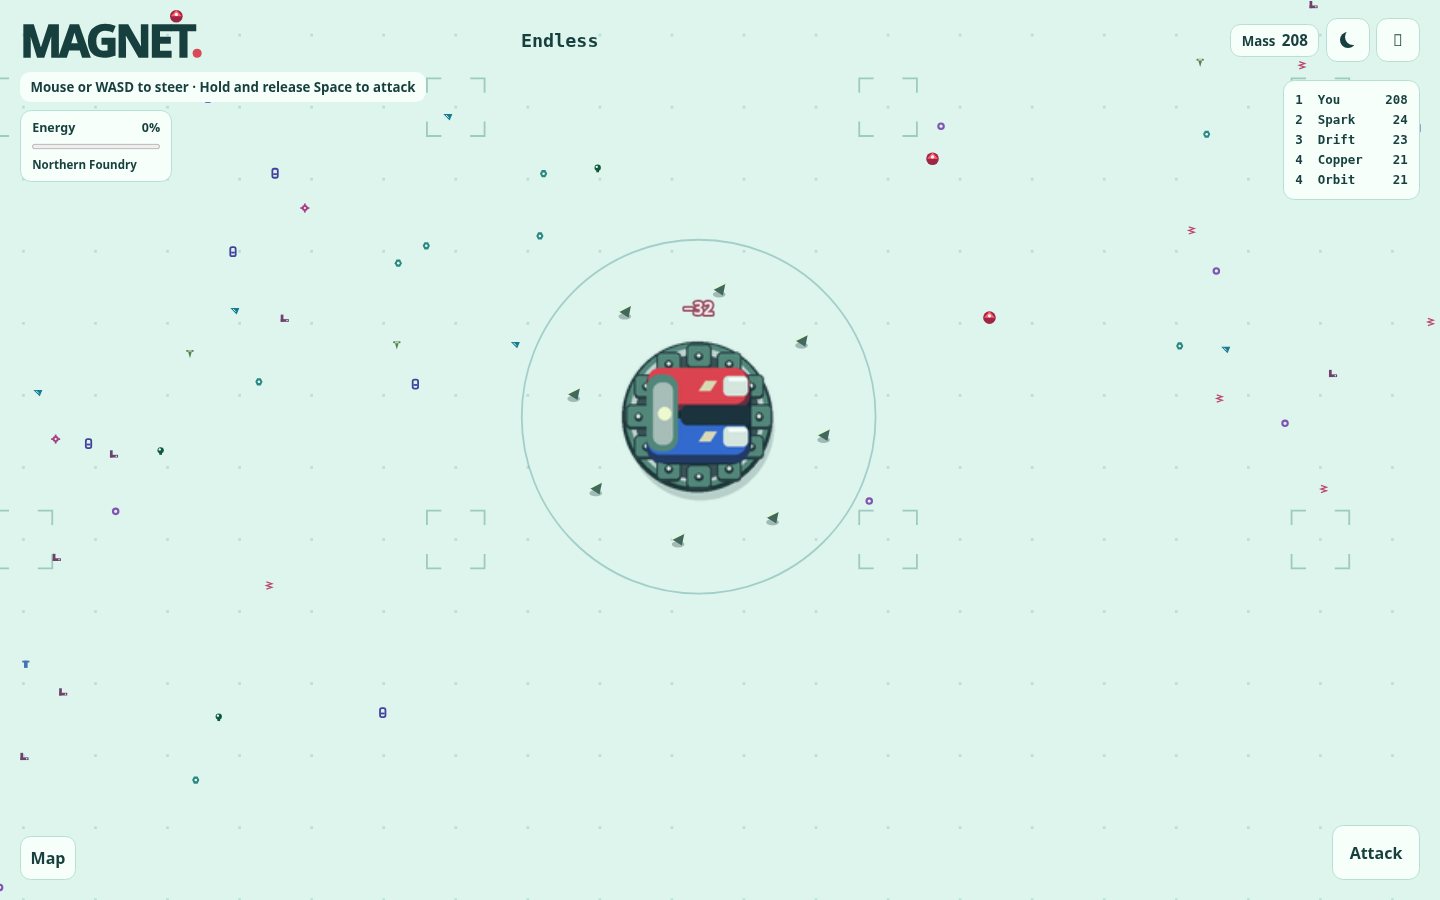 MAGNET.
Endless
Mass 208
Mouse or WASD to steer · Hold and release Space to attack
Energy 0%
Northern Foundry
1 You 208
2 Spark 24
3 Drift 23
4 Copper 21
4 Orbit 21
-32
Map
Attack